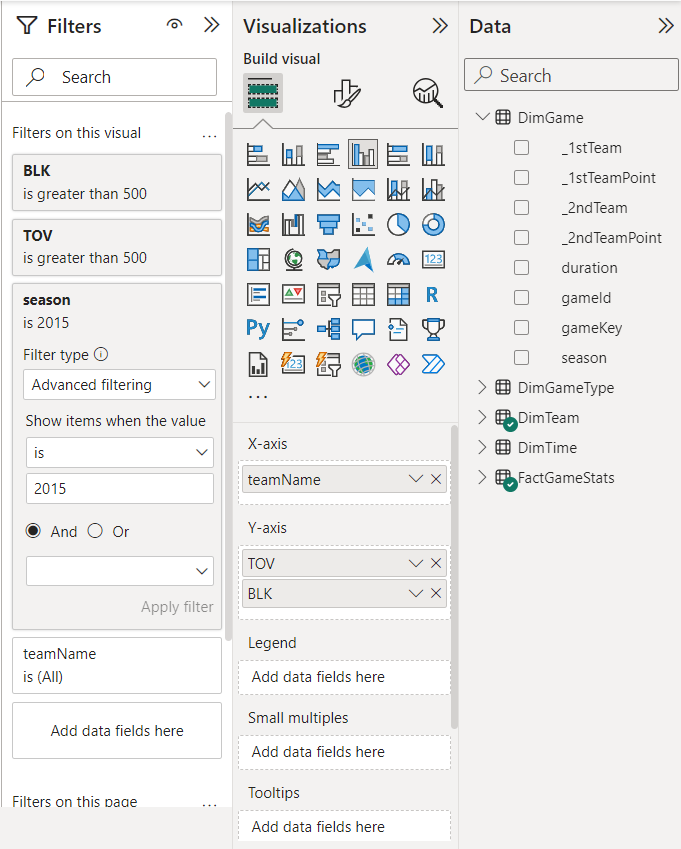 Filters
Search
Filters on this visual
...
BLK
is greater than 500
TOV
is greater than 500
season
is 2015
Filter type
Advanced filtering
Show items when the value
is
2015
And
Or
Apply filter
teamName
is (All)
Add data fields here
Filters on this page
...
Visualizations
Build visual
123
R
Py
123
...
X-axis
teamName
Y-axis
TOV
BLK
Legend
Add data fields here
Small multiples
Add data fields here
Tooltips
Add data fields here
Data
Search
DimGame
_1stTeam
_1stTeamPoint
_2ndTeam
_2ndTeamPoint
duration
gameId
gameKey
season
DimGameType
DimTeam
DimTime
FactGameStats